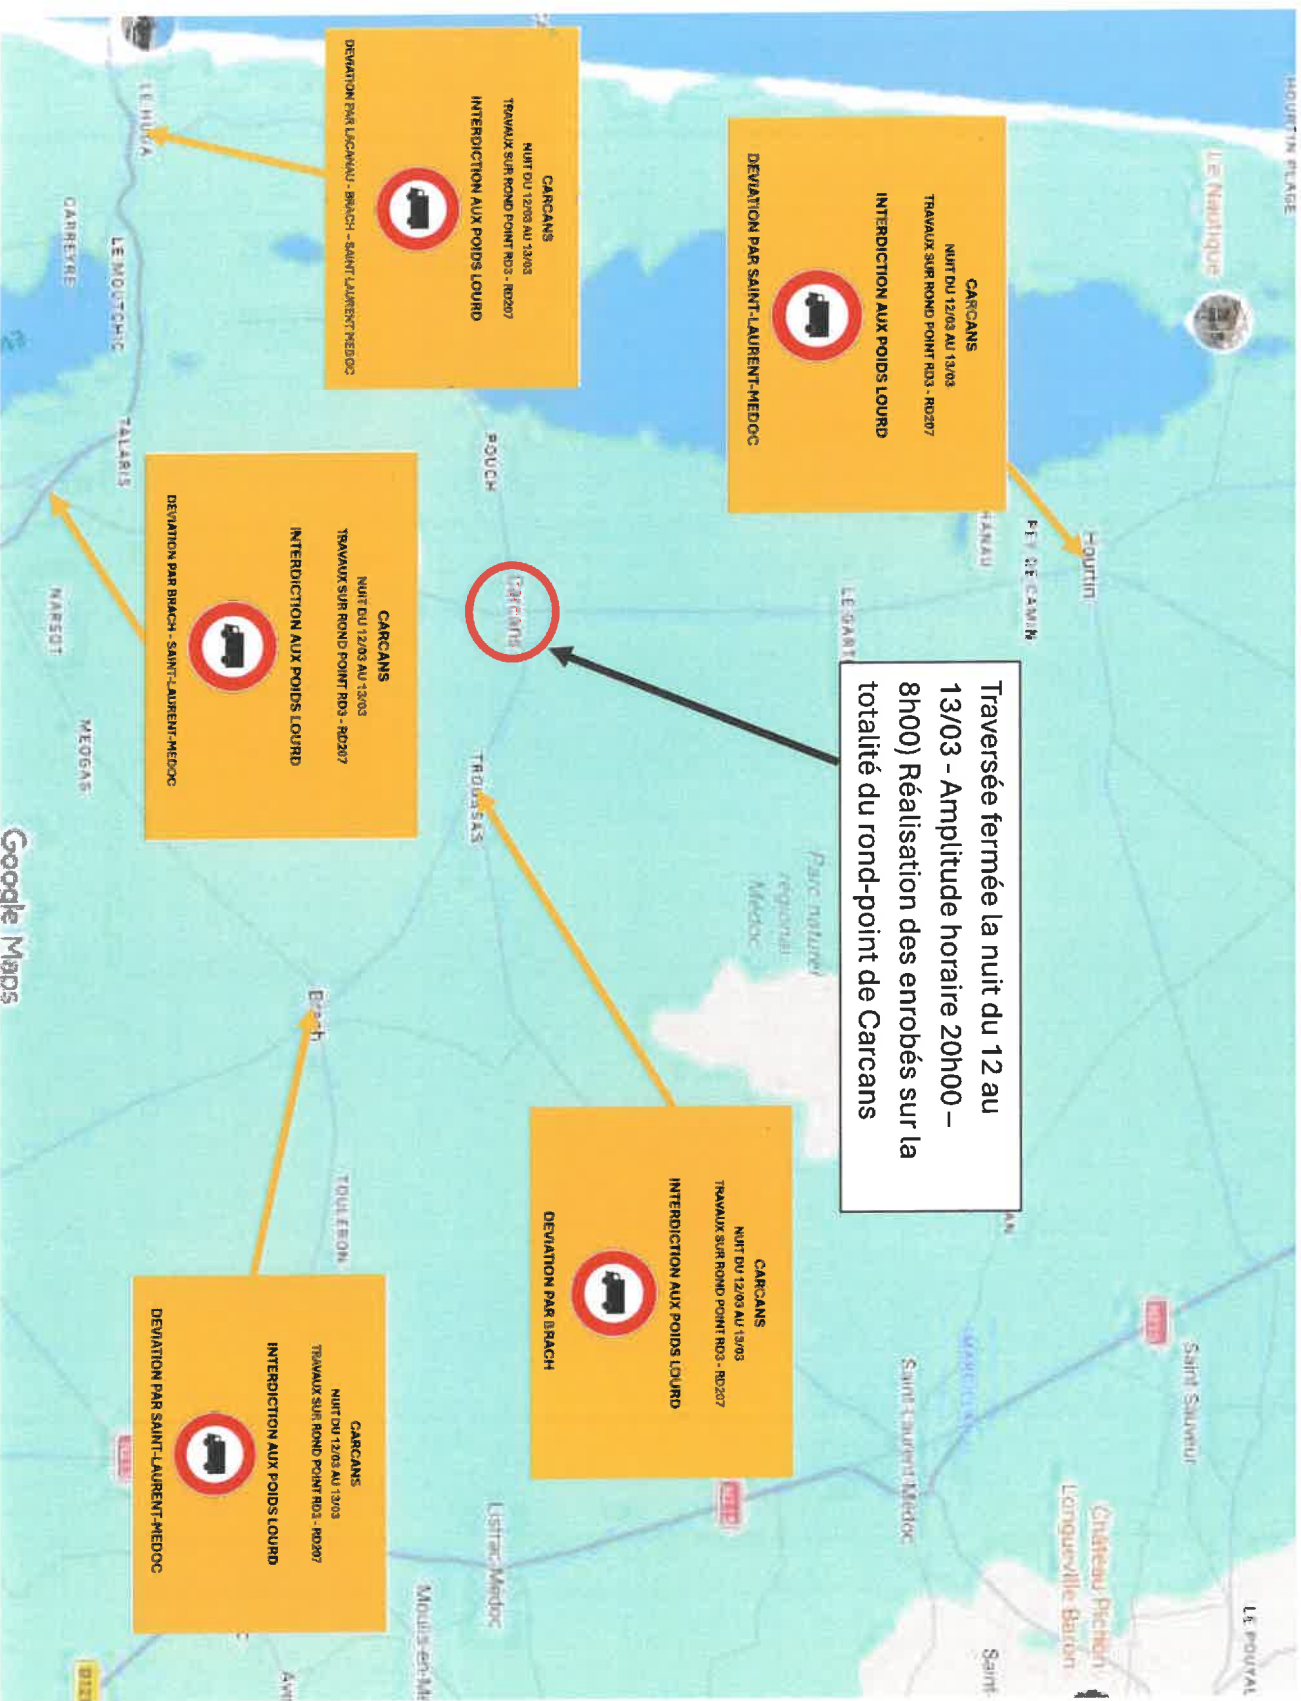 HOURTIN PLAGE
Le Nautique
Hourtin
PEY DE CAMIN
LE POUYAL
Saint-Sauveur
Château Pichon
Longueville Baron
Saint-
Saint-Laurent-Médoc
Parc naturel
régional
Médoc
POUCH
Carcans
TROUSSAS
Listrac-Médoc
Moulis-en-Mé
Brach
TOULERON
LE HUGA
LE MOUTCHIC
CARREYRE
TALARIS
NARSOT
MEOGAS
Google Maps
Traversée fermée la nuit du 12 au
13/03 - Amplitude horaire 20h00 –
8h00) Réalisation des enrobés sur la
totalité du rond-point de Carcans
CARCANS
NUIT DU 12/03 AU 13/03
TRAVAUX SUR ROND POINT RD3 - RD207
INTERDICTION AUX POIDS LOURD
DEVIATION PAR SAINT-LAURENT-MEDOC
CARCANS
NUIT DU 12/03 AU 13/03
TRAVAUX SUR ROND POINT RD3 - RD207
INTERDICTION AUX POIDS LOURD
DEVIATION PAR LACANAU - BRACH - SAINT LAURENT MEDOC
CARCANS
NUIT DU 12/03 AU 13/03
TRAVAUX SUR ROND POINT RD3 - RD207
INTERDICTION AUX POIDS LOURD
DEVIATION PAR BRACH - SAINT-LAURENT-MEDOC
CARCANS
NUIT DU 12/03 AU 13/03
TRAVAUX SUR ROND POINT RD3 - RD207
INTERDICTION AUX POIDS LOURD
DEVIATION PAR BRACH
CARCANS
NUIT DU 12/03 AU 13/03
TRAVAUX SUR ROND POINT RD3 - RD207
INTERDICTION AUX POIDS LOURD
DEVIATION PAR SAINT-LAURENT-MEDOC